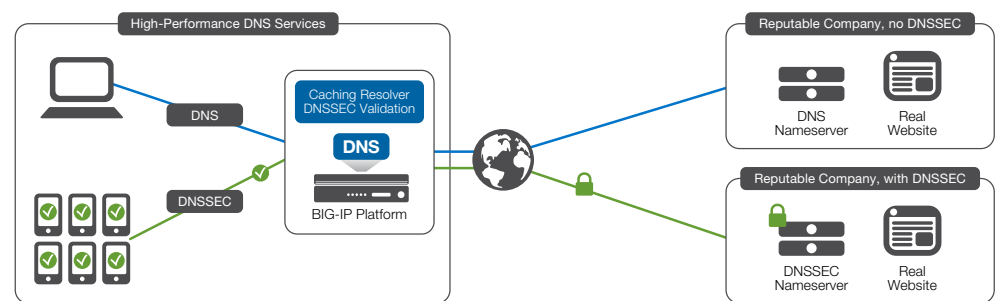 High-Performance DNS Services
DNS
DNSSEC
Caching Resolver
DNSSEC Validation
DNS
BIG-IP Platform
Reputable Company, no DNSSEC
DNS
Nameserver
Real
Website
Reputable Company, with DNSSEC
DNSSEC
Nameserver
Real
Website